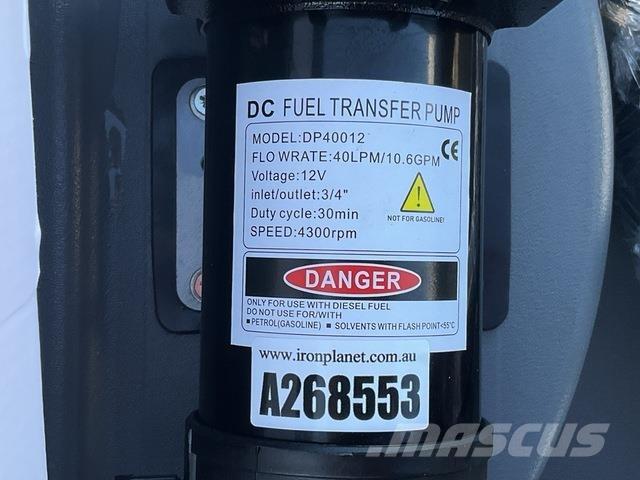 DC FUEL TRANSFER PUMP
MODEL:DP40012
FLOWRATE:40LPM/10.6GPM CE
Voltage:12V
inlet/outlet:3/4"
Duty cycle:30min
NOT FOR GASOLINE!
SPEED:4300rpm
DANGER
ONLY FOR USE WITH DIESEL FUEL
DO NOT USE FOR/WITH
■ PETROL(GASOLINE) ■ SOLVENTS WITH FLASH POINT<55°C
www.ironplanet.com.au
A268553
MASCUS